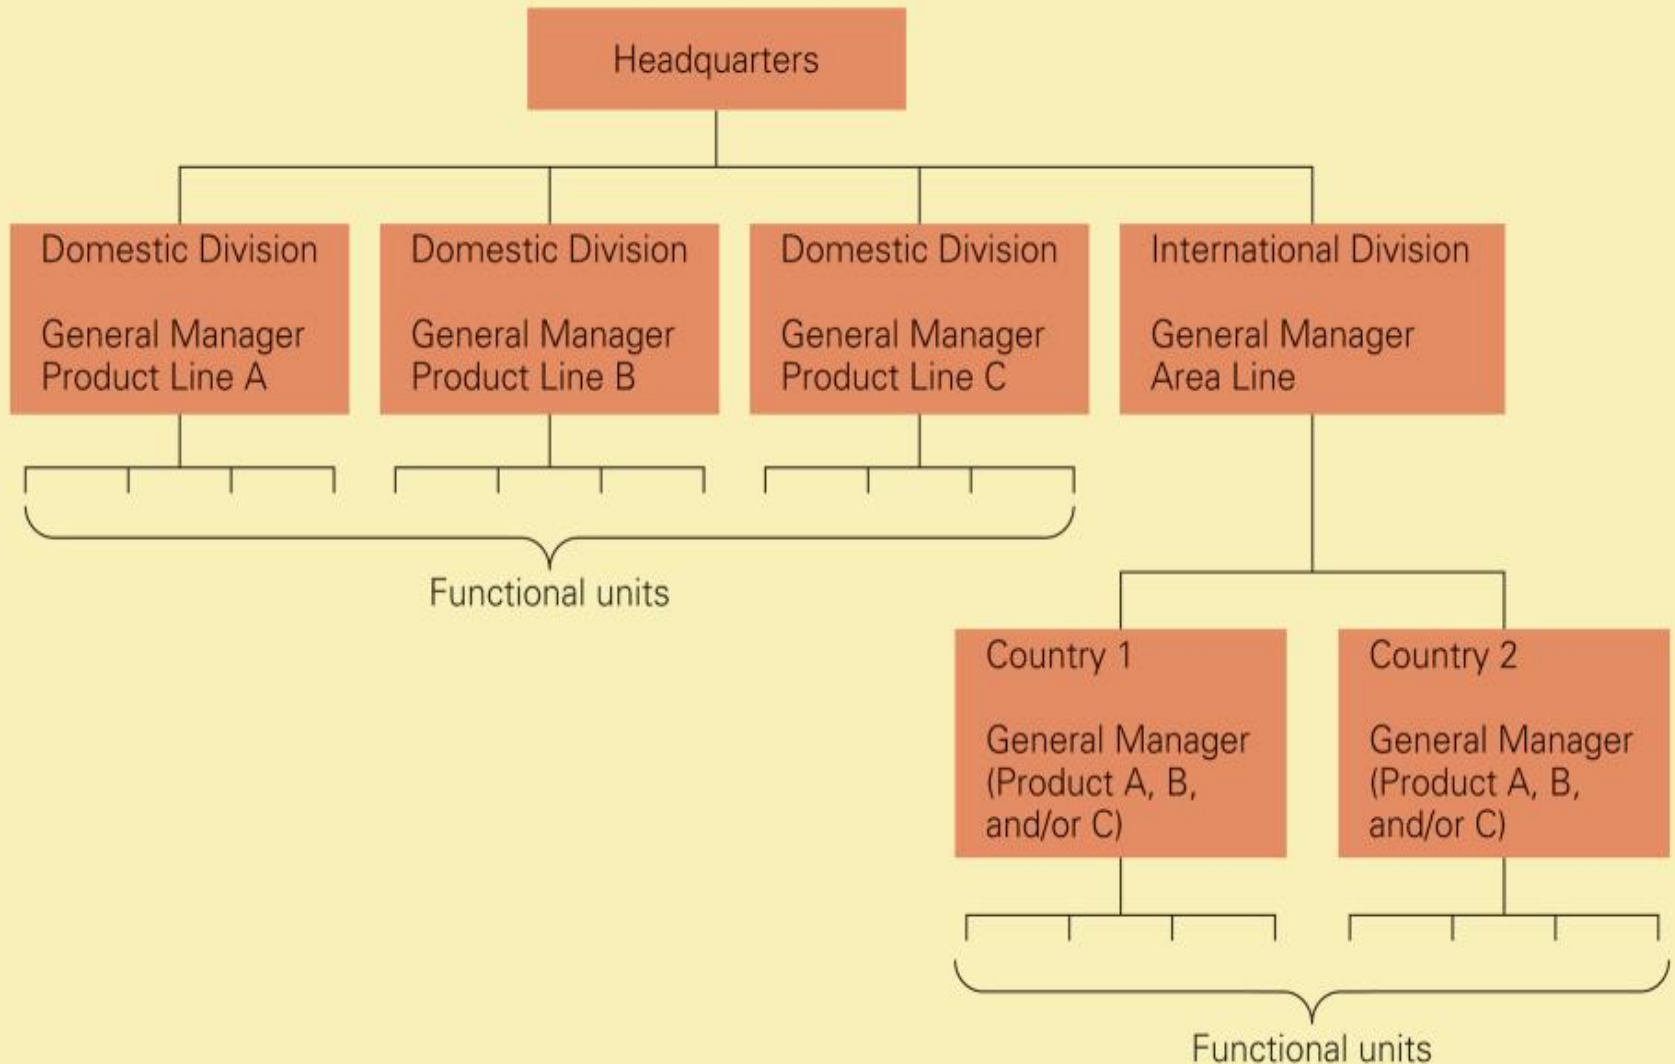 Headquarters
Domestic Division
General Manager
Product Line A
Domestic Division
General Manager
Product Line B
Domestic Division
General Manager
Product Line C
International Division
General Manager
Area Line
Functional units
Country 1
General Manager
(Product A, B,
and/or C)
Country 2
General Manager
(Product A, B,
and/or C)
Functional units